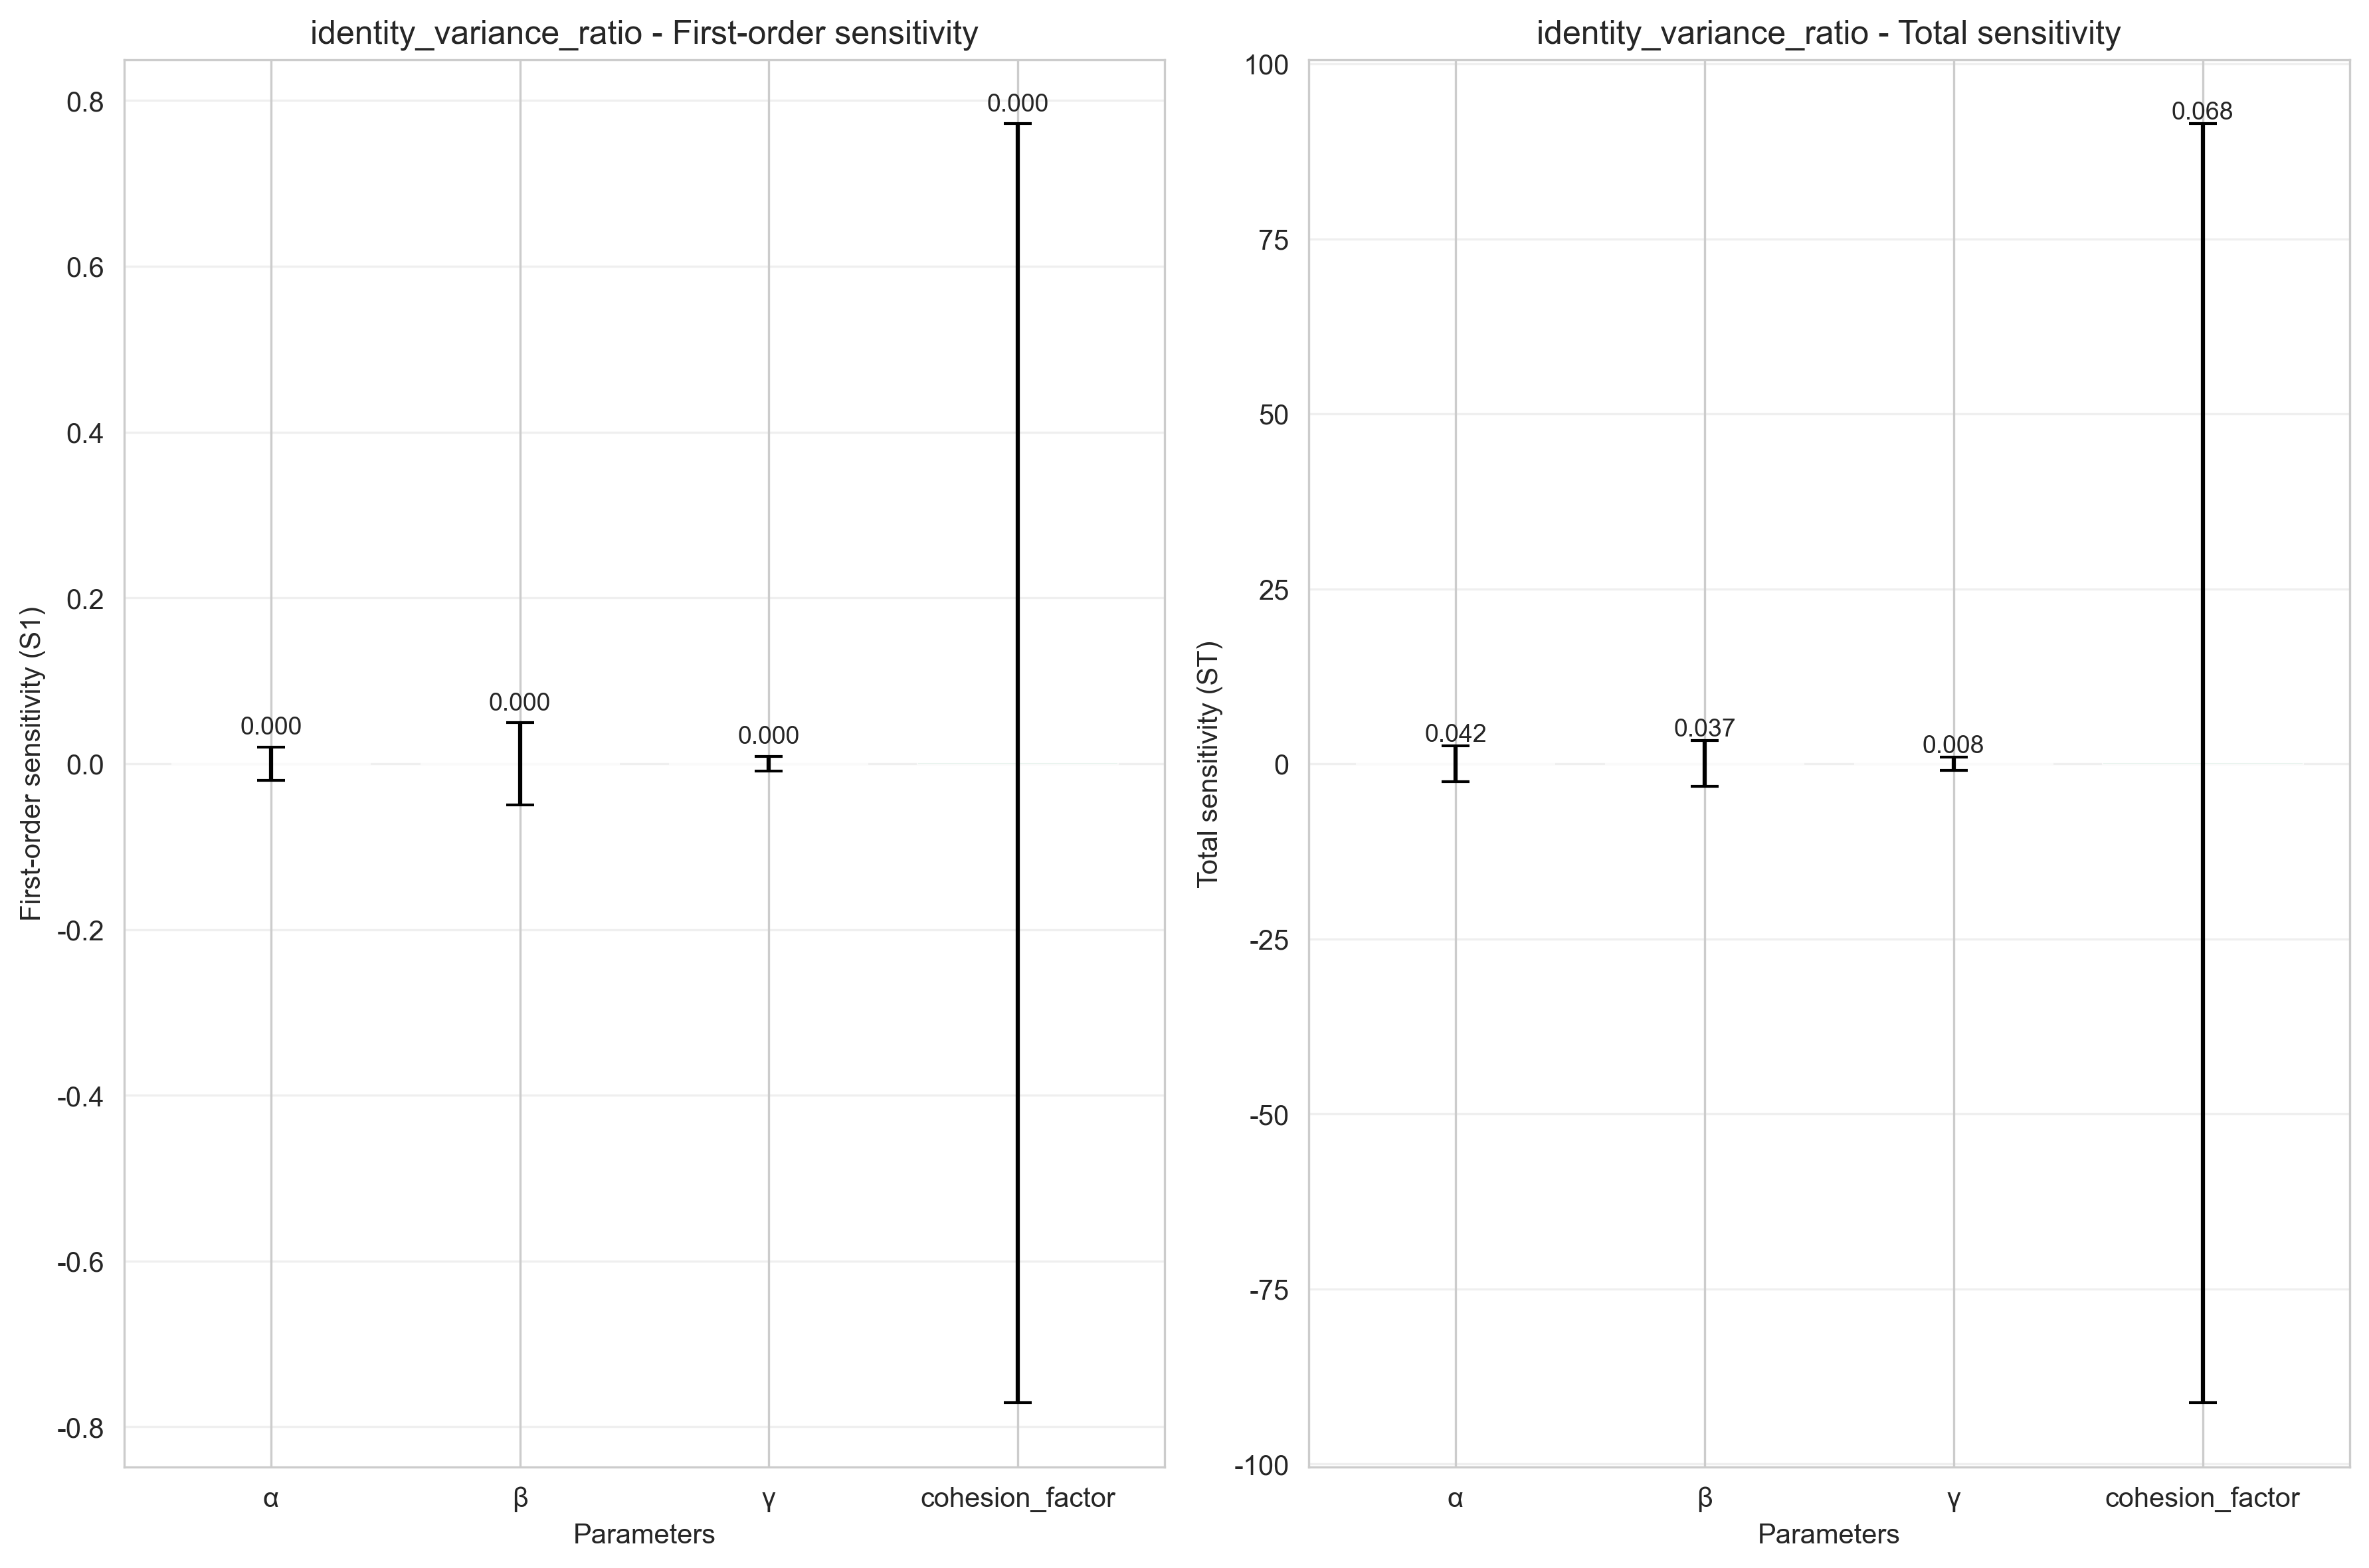 identity_variance_ratio - First-order sensitivity
First-order sensitivity (S1)
0.8
0.6
0.4
0.2
0.0
-0.2
-0.4
-0.6
-0.8
0.000
0.000
0.000
0.000
α
β
γ
cohesion_factor
Parameters
identity_variance_ratio - Total sensitivity
Total sensitivity (ST)
100
75
50
25
0
-25
-50
-75
-100
0.042
0.037
0.008
0.068
α
β
γ
cohesion_factor
Parameters